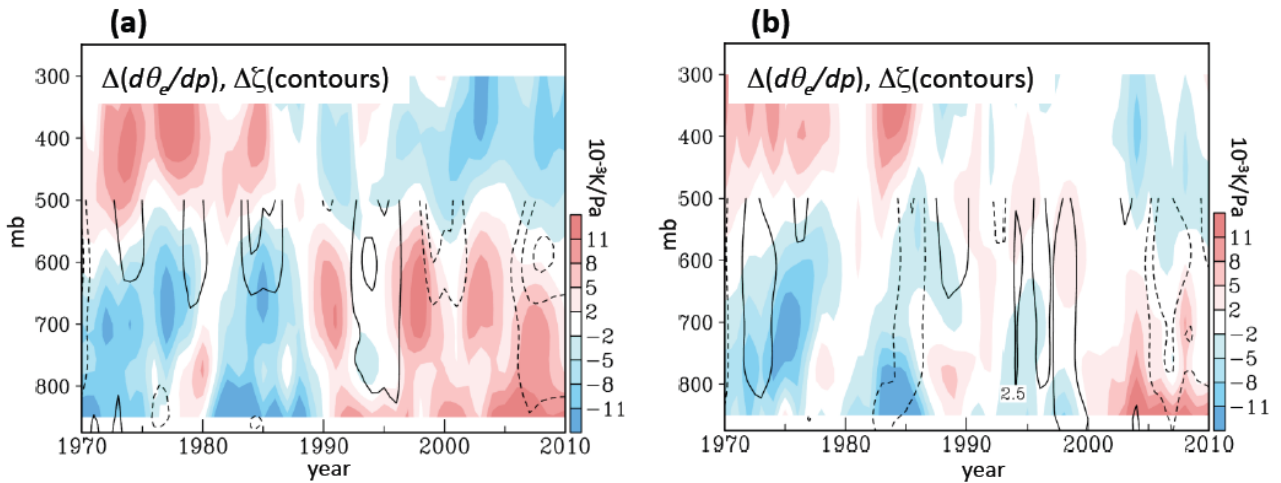 (a)
Δ(dθe/dp), Δζ(contours)
300
400
500
600
700
800
mb
1970 1980 1990 2000 2010
year
10-3K/Pa
11
8
5
2
−2
−5
−8
−11
(b)
Δ(dθe/dp), Δζ(contours)
300
400
500
600
700
800
mb
2.5
1970 1980 1990 2000 2010
year
10-3K/Pa
11
8
5
2
−2
−5
−8
−11